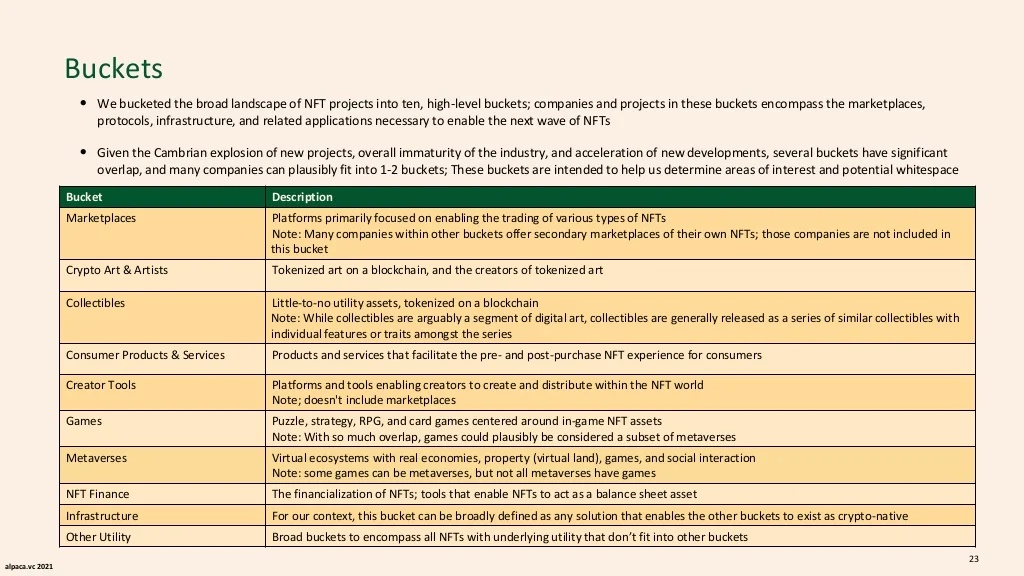 Buckets
• We bucketed the broad landscape of NFT projects into ten, high-level buckets; companies and projects in these buckets encompass the marketplaces,
protocols, infrastructure, and related applications necessary to enable the next wave of NFTs
• Given the Cambrian explosion of new projects, overall immaturity of the industry, and acceleration of new developments, several buckets have significant
overlap, and many companies can plausibly fit into 1-2 buckets; These buckets are intended to help us determine areas of interest and potential whitespace
Bucket Description
Marketplaces Platforms primarily focused on enabling the trading of various types of NFTs
Note: Many companies within other buckets offer secondary marketplaces of their own NFTs; those companies are not included in
this bucket
Crypto Art & Artists Tokenized art on a blockchain, and the creators of tokenized art
Collectibles Little-to-no utility assets, tokenized on a blockchain
Note: While collectibles are arguably a segment of digital art, collectibles are generally released as a series of similar collectibles with
individual features or traits amongst the series
Consumer Products & Services Products and services that facilitate the pre- and post-purchase NFT experience for consumers
Creator Tools Platforms and tools enabling creators to create and distribute within the NFT world
Note; doesn't include marketplaces
Games Puzzle, strategy, RPG, and card games centered around in-game NFT assets
Note: With so much overlap, games could plausibly be considered a subset of metaverses
Metaverses Virtual ecosystems with real economies, property (virtual land), games, and social interaction
Note: some games can be metaverses, but not all metaverses have games
NFT Finance The financialization of NFTs; tools that enable NFTs to act as a balance sheet asset
Infrastructure For our context, this bucket can be broadly defined as any solution that enables the other buckets to exist as crypto-native
Other Utility Broad buckets to encompass all NFTs with underlying utility that don't fit into other buckets
23
alpaca.vc 2021